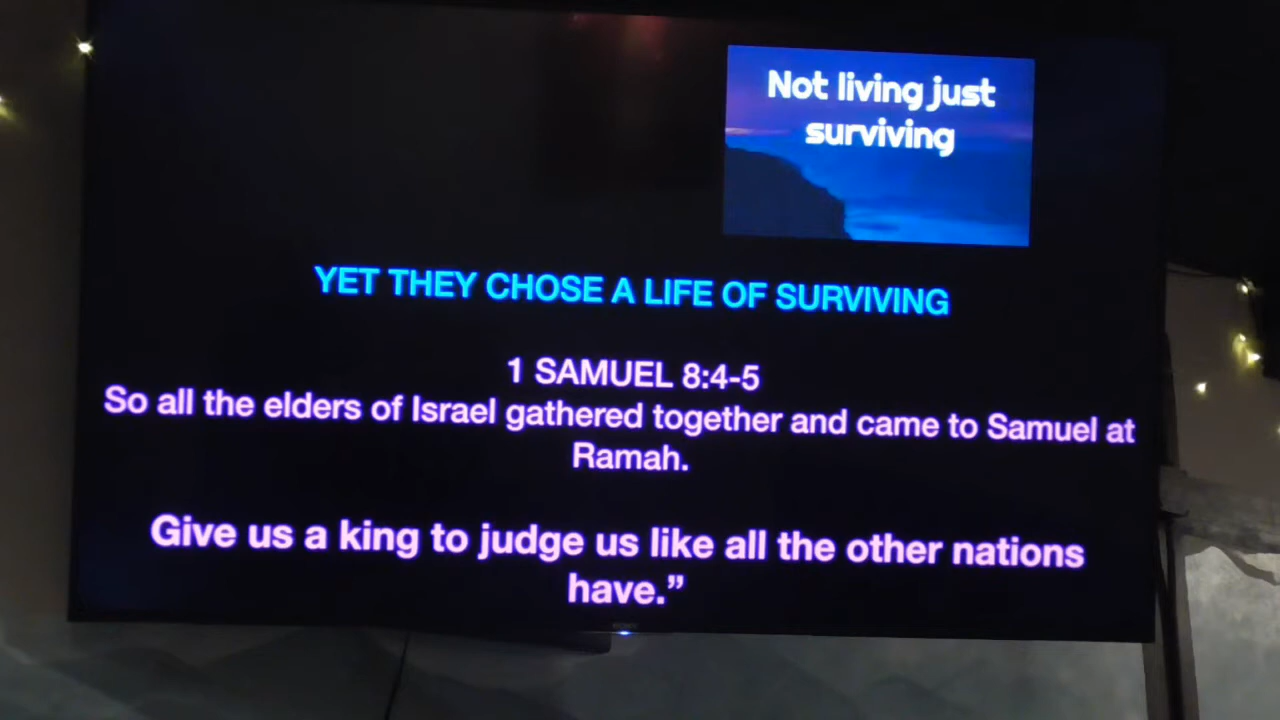 Not living just
surviving
YET THEY CHOSE A LIFE OF SURVIVING
1 SAMUEL 8:4-5
So all the elders of Israel gathered together and came to Samuel at
Ramah.
Give us a king to judge us like all the other nations
have.”